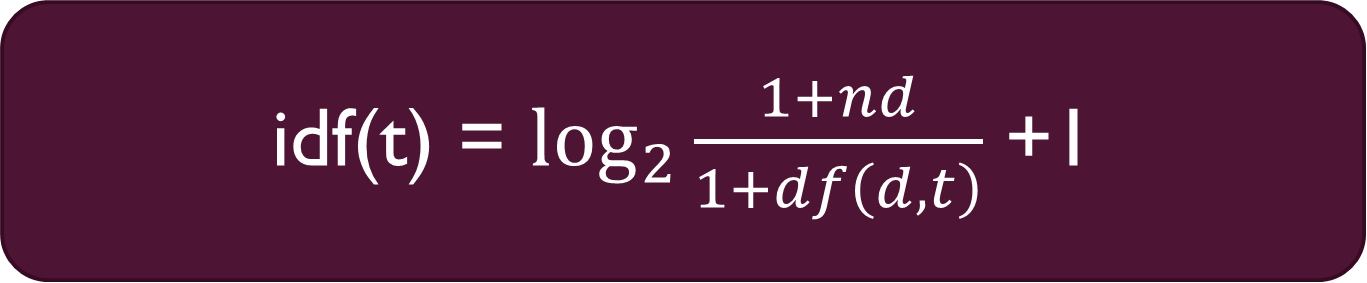 idf(t) = log₂ (1+nd)/(1+df(d,t)) + 1